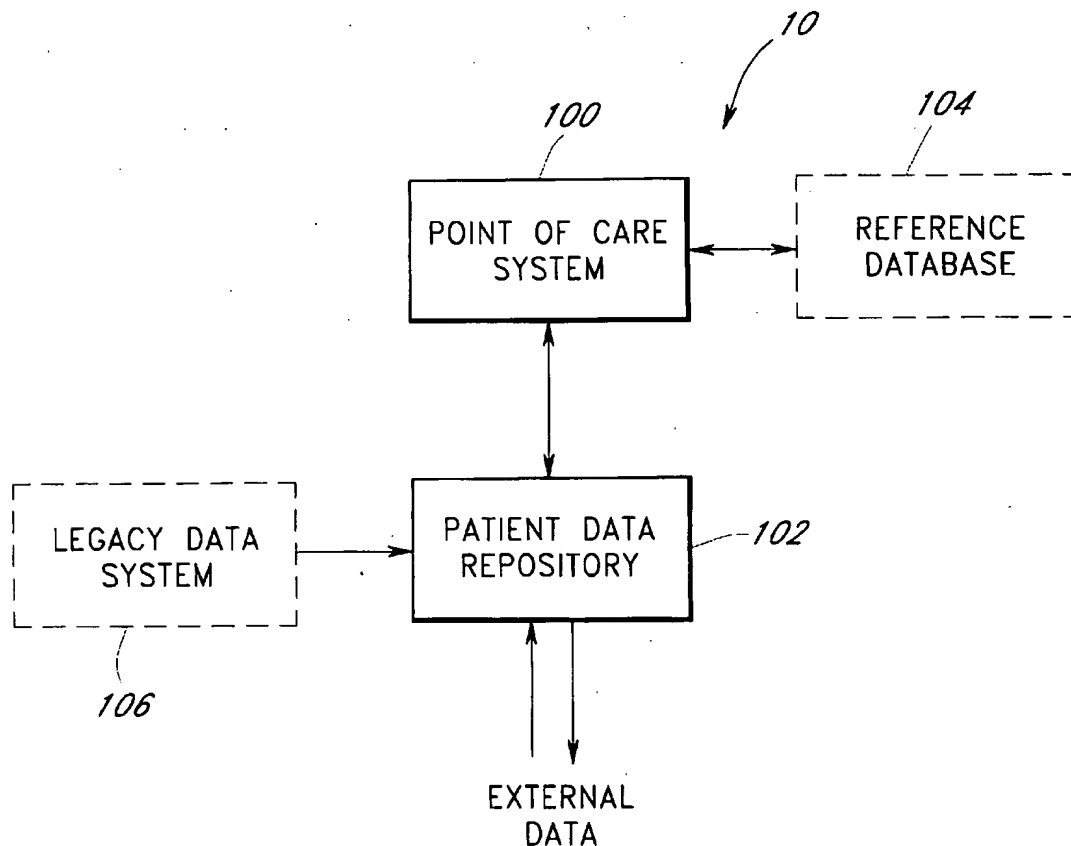 10
100
104
POINT OF CARE
SYSTEM
REFERENCE
DATABASE
LEGACY DATA
SYSTEM
PATIENT DATA
REPOSITORY
102
106
EXTERNAL
DATA